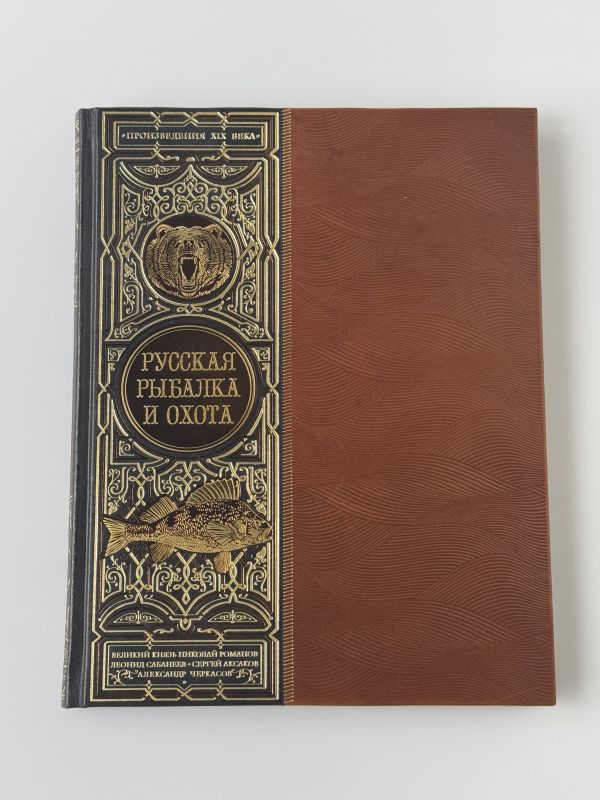 «ПРОИЗВЕДЕНИЯ XIX ВЕКА»
РУССКАЯ
РЫБАЛКА
И ОХОТА
ВЕЛИКИЙ КНЯЗЬ НИКОЛАЙ РОМАНОВ
ЛЕОНИД САБАНЕЕВ • СЕРГЕЙ АКСАКОВ
АЛЕКСАНДР ЧЕРКАСОВ